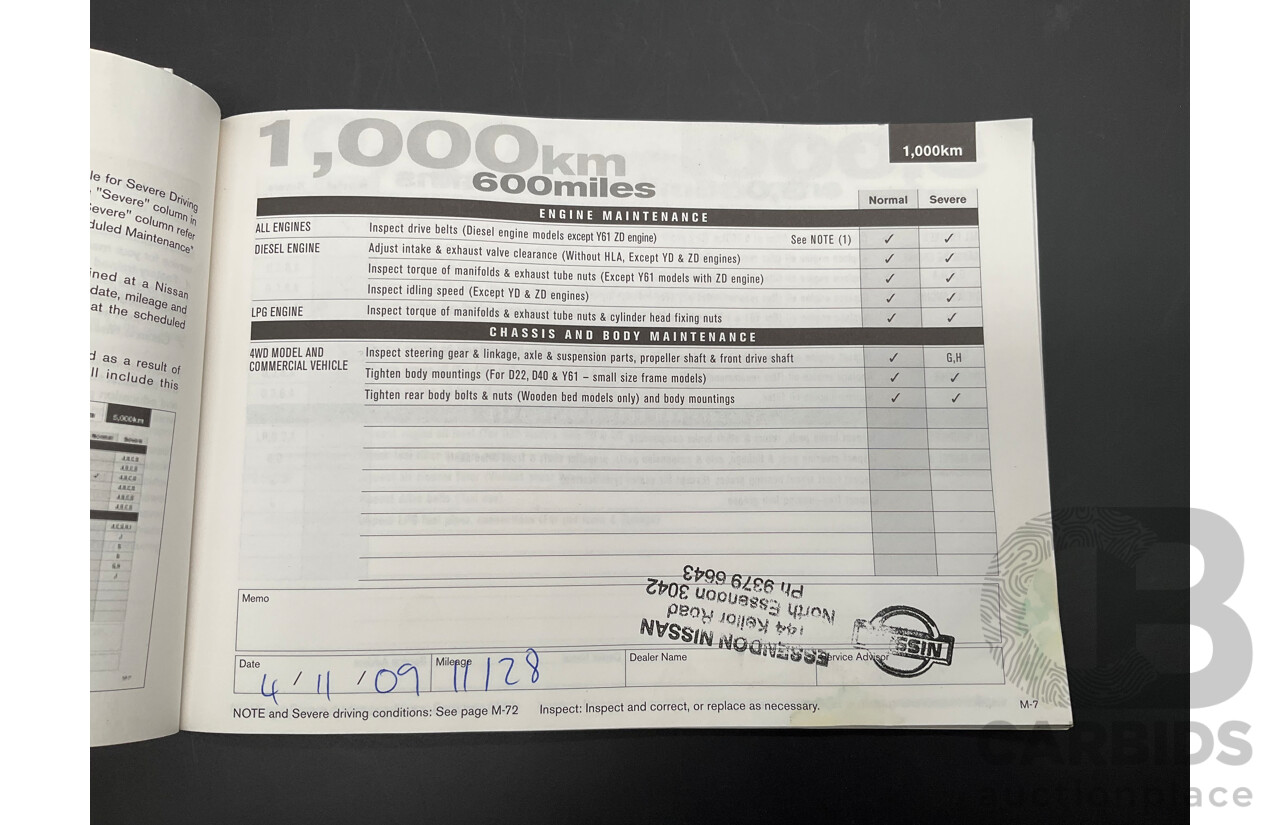 le for Severe Driving
"Severe" column in
Severe" column refer
duled Maintenance"
ned at a Nissan
date, mileage and
at the scheduled
d as a result of
ll include this
5,000km
1,000km
600miles
1,000km
Normal Severe
ENGINE MAINTENANCE
ALL ENGINES Inspect drive belts (Diesel engine models except Y61 ZD engine) See NOTE (1) ✓ ✓
DIESEL ENGINE Adjust intake & exhaust valve clearance (Without HLA, Except YD & ZD engines) ✓ ✓
Inspect torque of manifolds & exhaust tube nuts (Except Y61 models with ZD engine) ✓ ✓
Inspect idling speed (Except YD & ZD engines) ✓ ✓
LPG ENGINE Inspect torque of manifolds & exhaust tube nuts & cylinder head fixing nuts ✓ ✓
CHASSIS AND BODY MAINTENANCE
4WD MODEL AND
COMMERCIAL VEHICLE
Inspect steering gear & linkage, axle & suspension parts, propeller shaft & front drive shaft ✓ G,H
Tighten body mountings (For D22, D40 & Y61 – small size frame models) ✓ ✓
Tighten rear body bolts & nuts (Wooden bed models only) and body mountings ✓ ✓
Memo
ESSENDON NISSAN
144 Keilor Road
North Essendon 3042
Ph 9379 6643
NISSAN
Date 4/11/09 Mileage 11128 Dealer Name Service Advisor
NOTE and Severe driving conditions: See page M-72 Inspect: Inspect and correct, or replace as necessary.
M-7
CB
CARBIDS
auctionplace